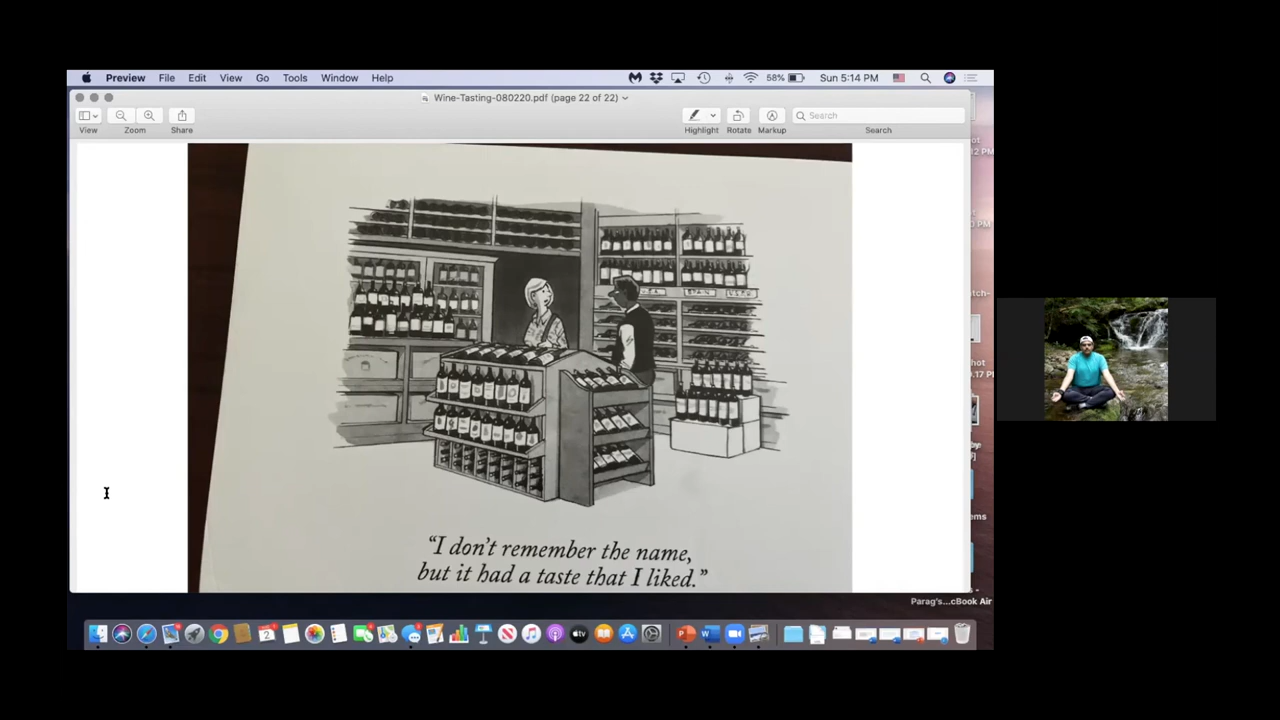 Preview File Edit View Go Tools Window Help
58% Sun 5:14 PM
Wine-Tasting-080220.pdf (page 22 of 22)
Search
View Zoom Share Highlight Rotate Markup Search
SPAIN
“I don’t remember the name,
but it had a taste that I liked.”
Parag's...cBook Air